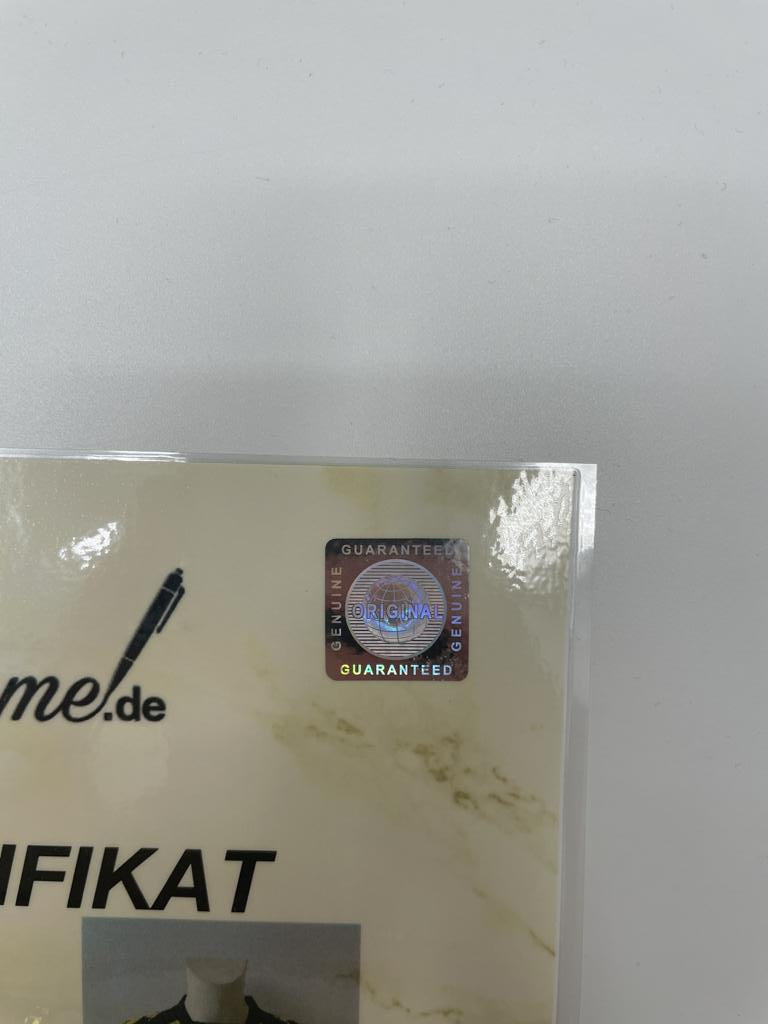 GUARANTEED
GENUINE
ORIGINAL
GENUINE
GUARANTEED
me!.de
IFIKAT